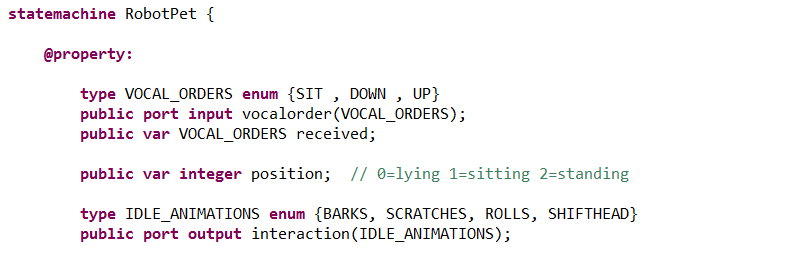 statemachine RobotPet {
@property:
type VOCAL_ORDERS enum {SIT , DOWN , UP}
public port input vocalorder(VOCAL_ORDERS);
public var VOCAL_ORDERS received;
public var integer position;  // 0=lying 1=sitting 2=standing
type IDLE_ANIMATIONS enum {BARKS, SCRATCHES, ROLLS, SHIFTHEAD}
public port output interaction(IDLE_ANIMATIONS);